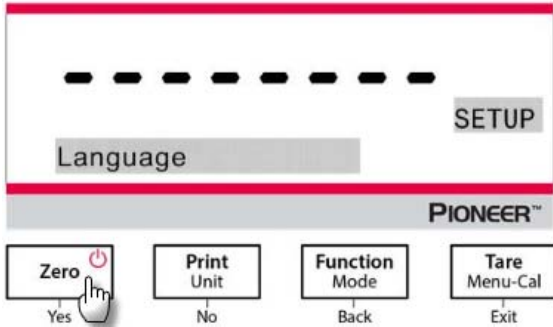 SETUP
Language
PIONEER™
Zero Print Function Tare
Unit Mode Menu-Cal
Yes No Back Exit